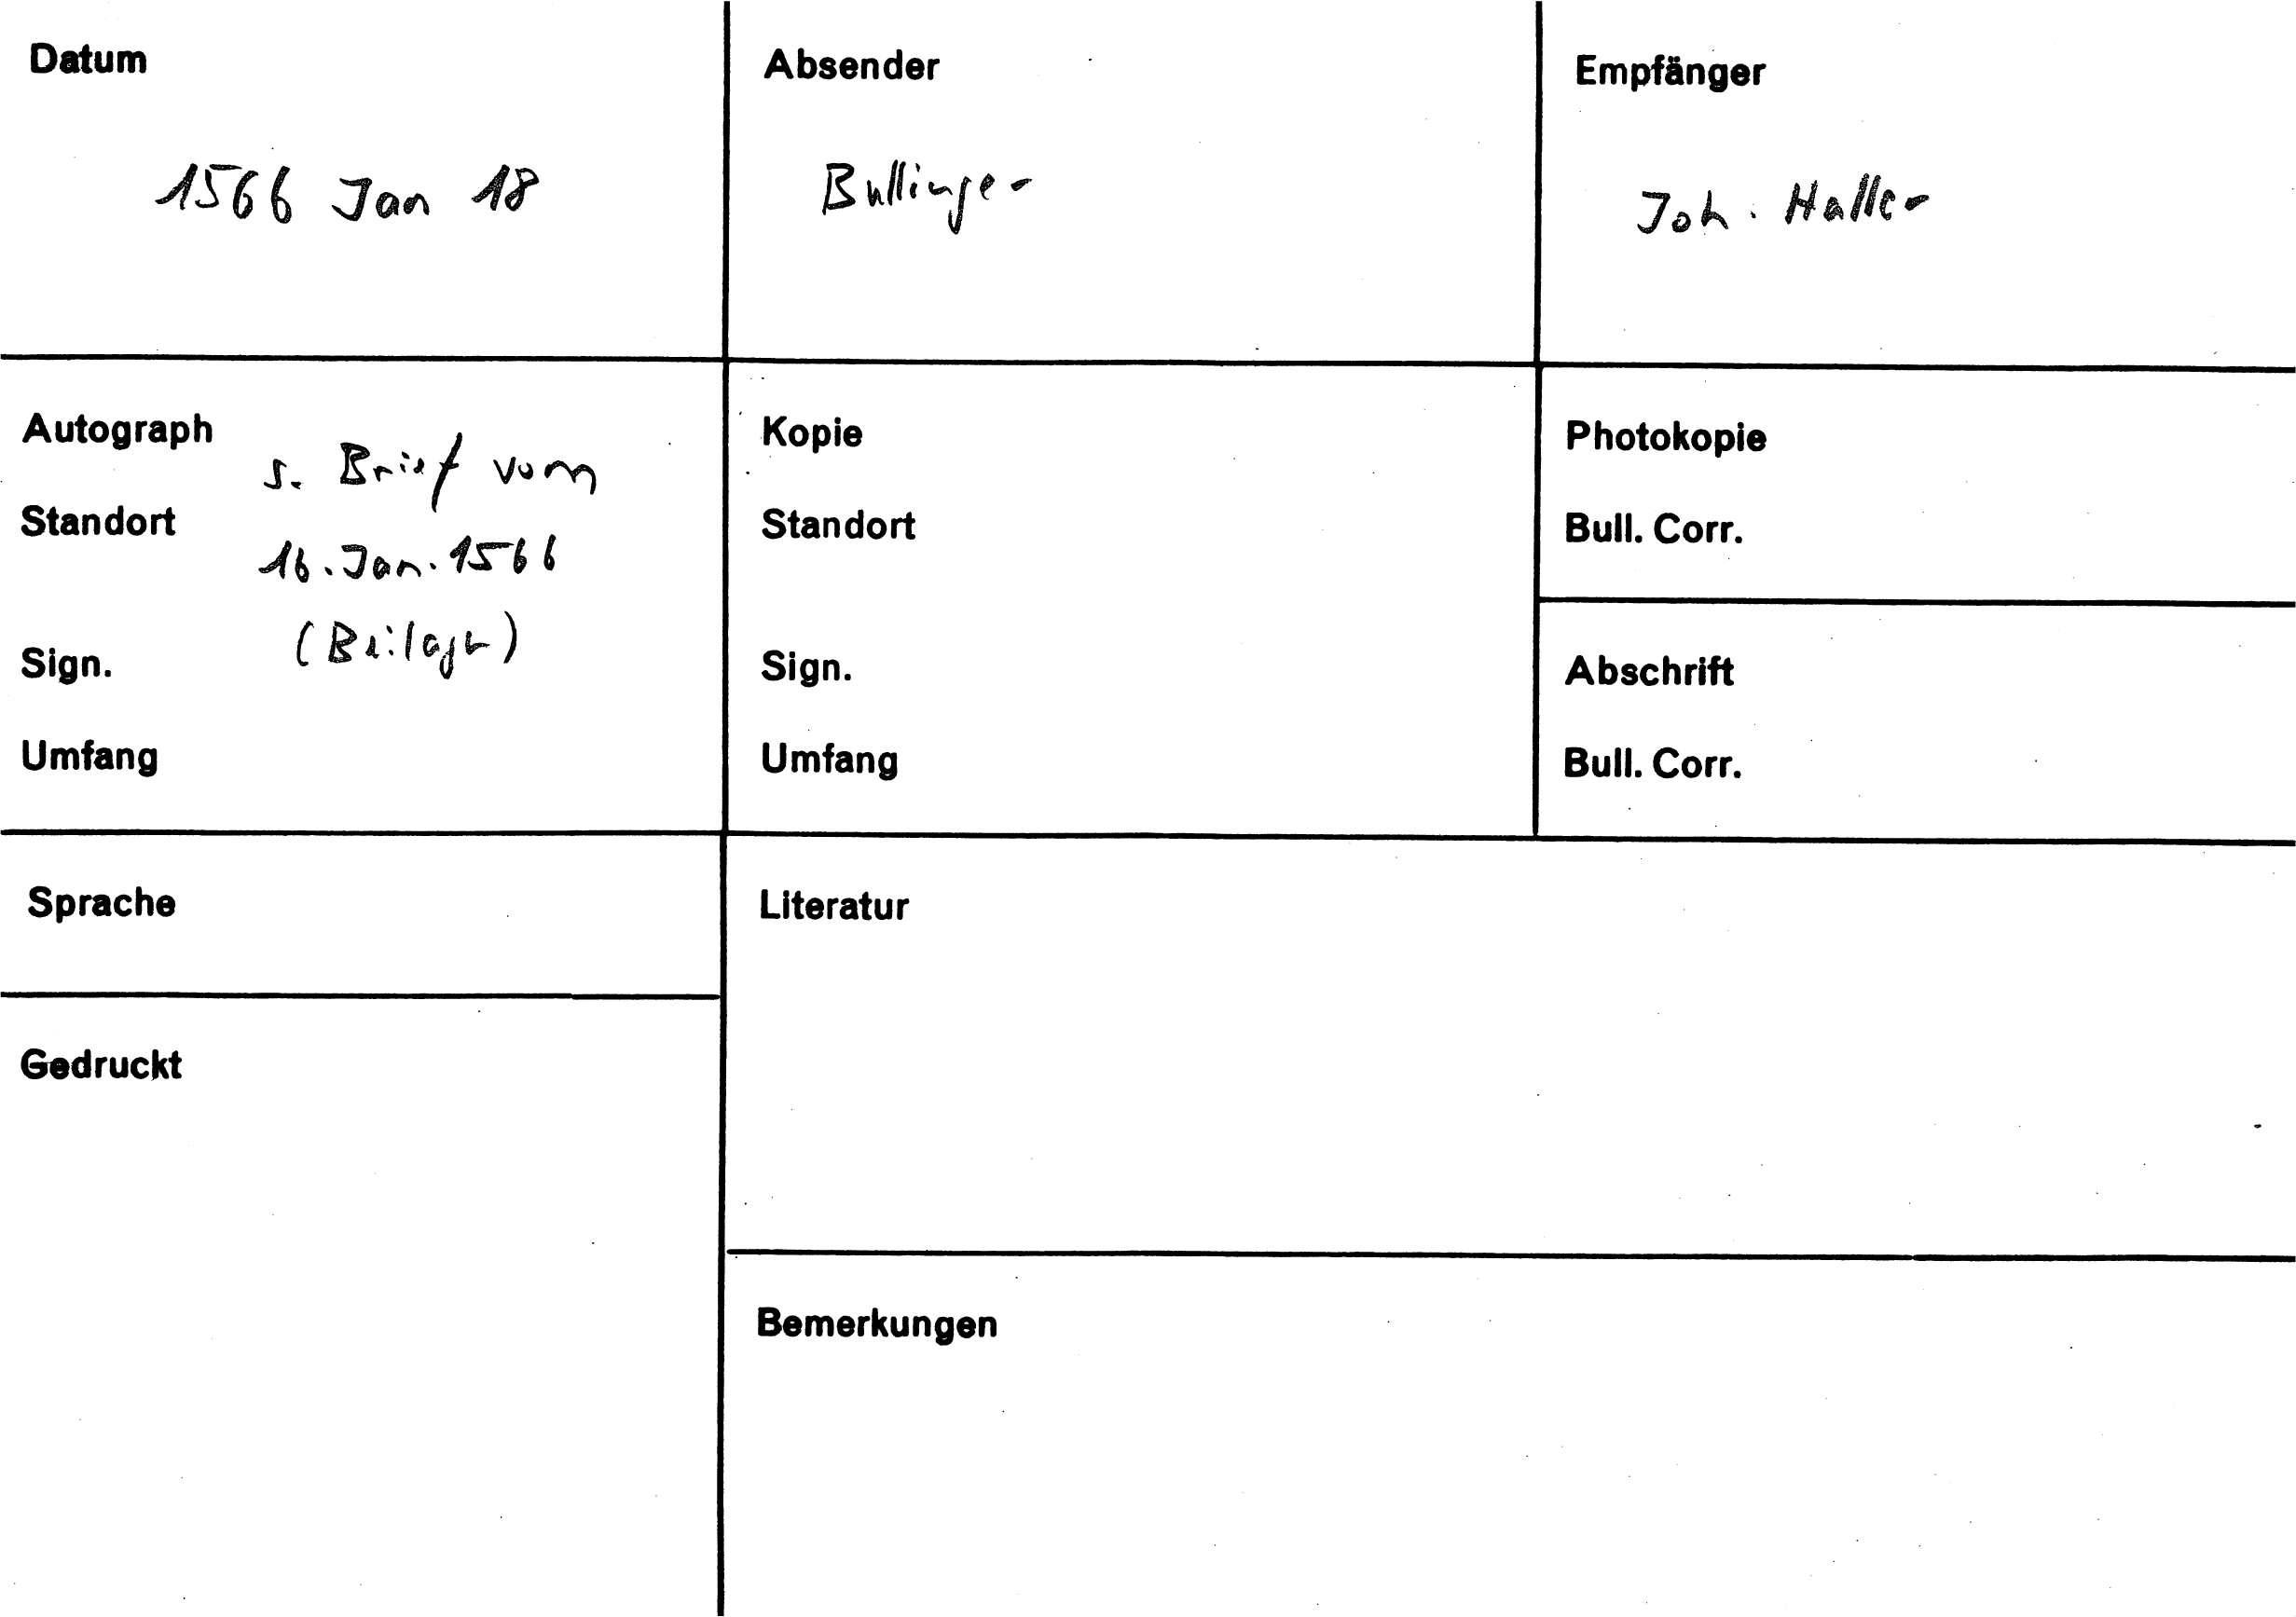 Datum
1566 Jan 18
Absender
Bullinger
Empfänger
Joh. Haller
Autograph
s. Brief vom
Standort
16. Jan. 1566
(Beilage)
Sign.
Umfang
Kopie
Standort
Sign.
Umfang
Photokopie
Bull. Corr.
Abschrift
Bull. Corr.
Sprache
Literatur
Gedruckt
Bemerkungen